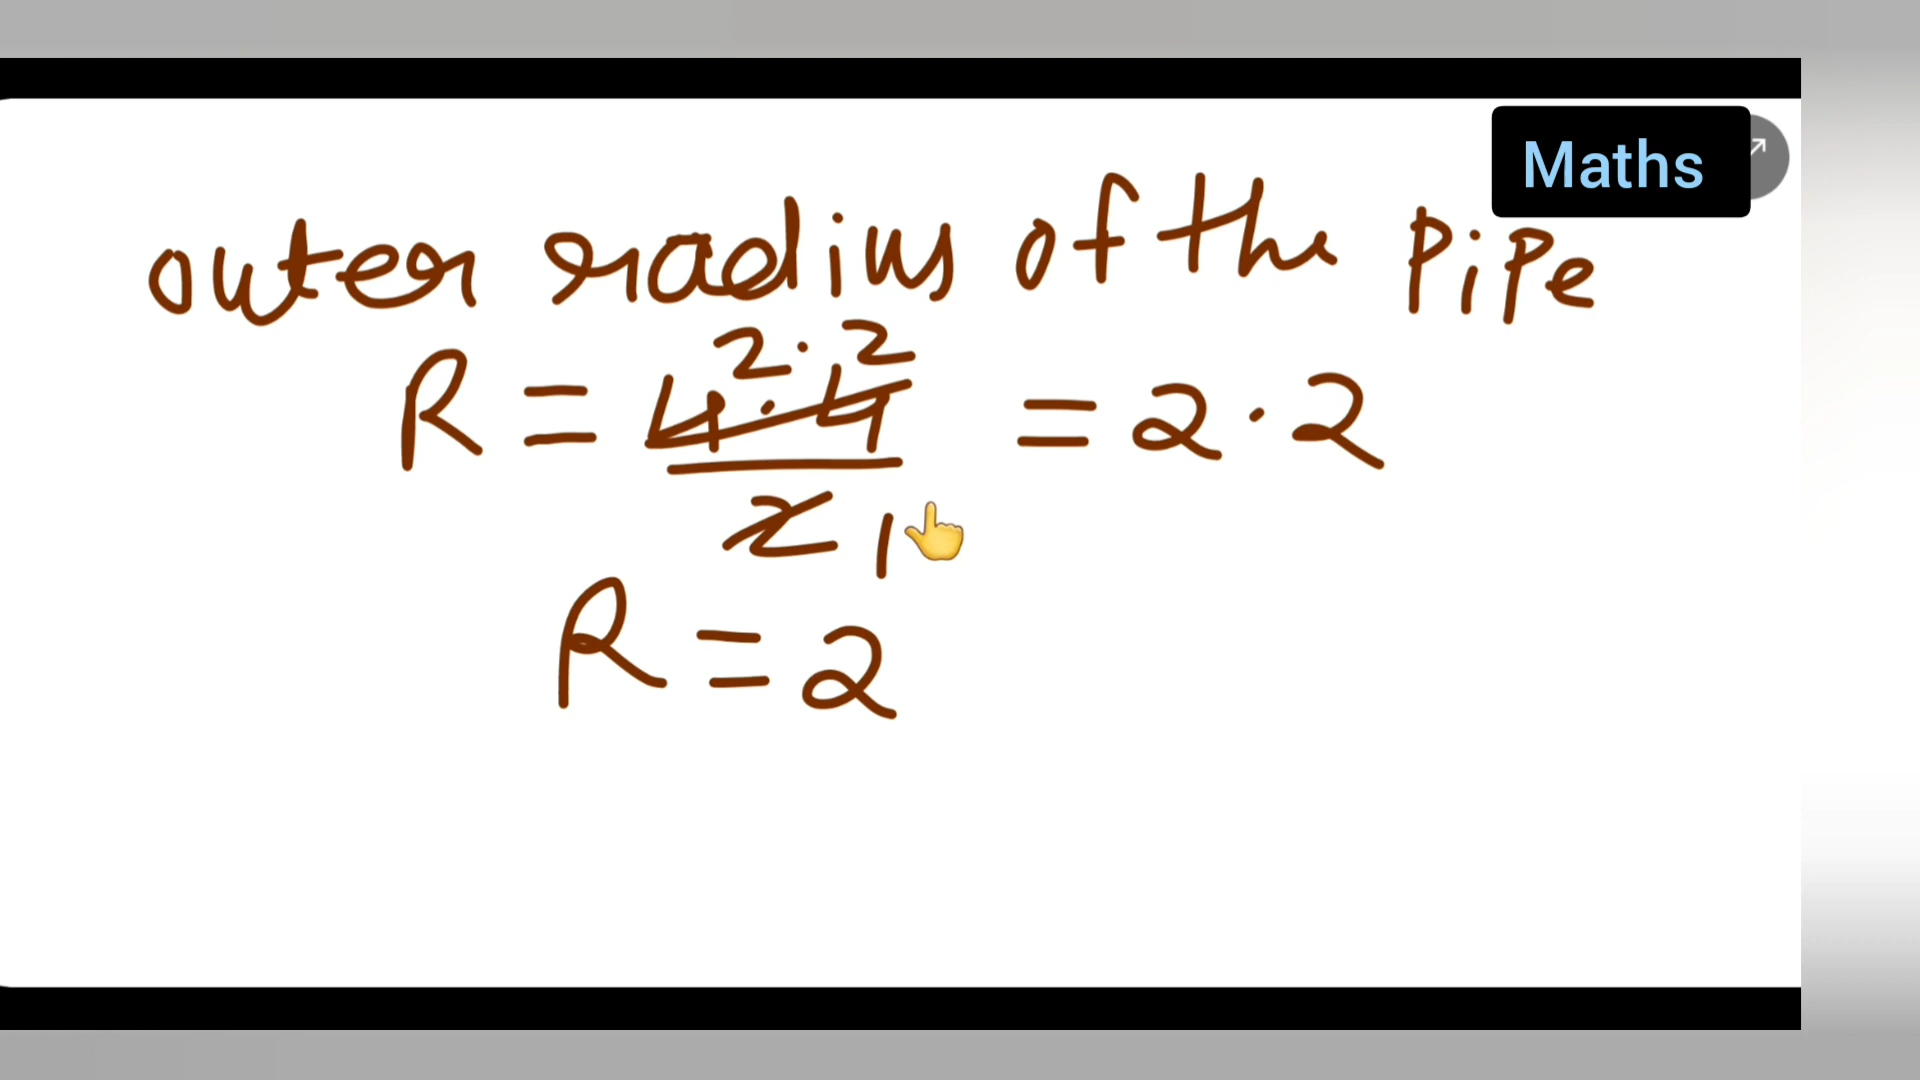 Maths
outer radius of the pipe
2.2
R = 4.4 = 2.2
2 1
R = 2